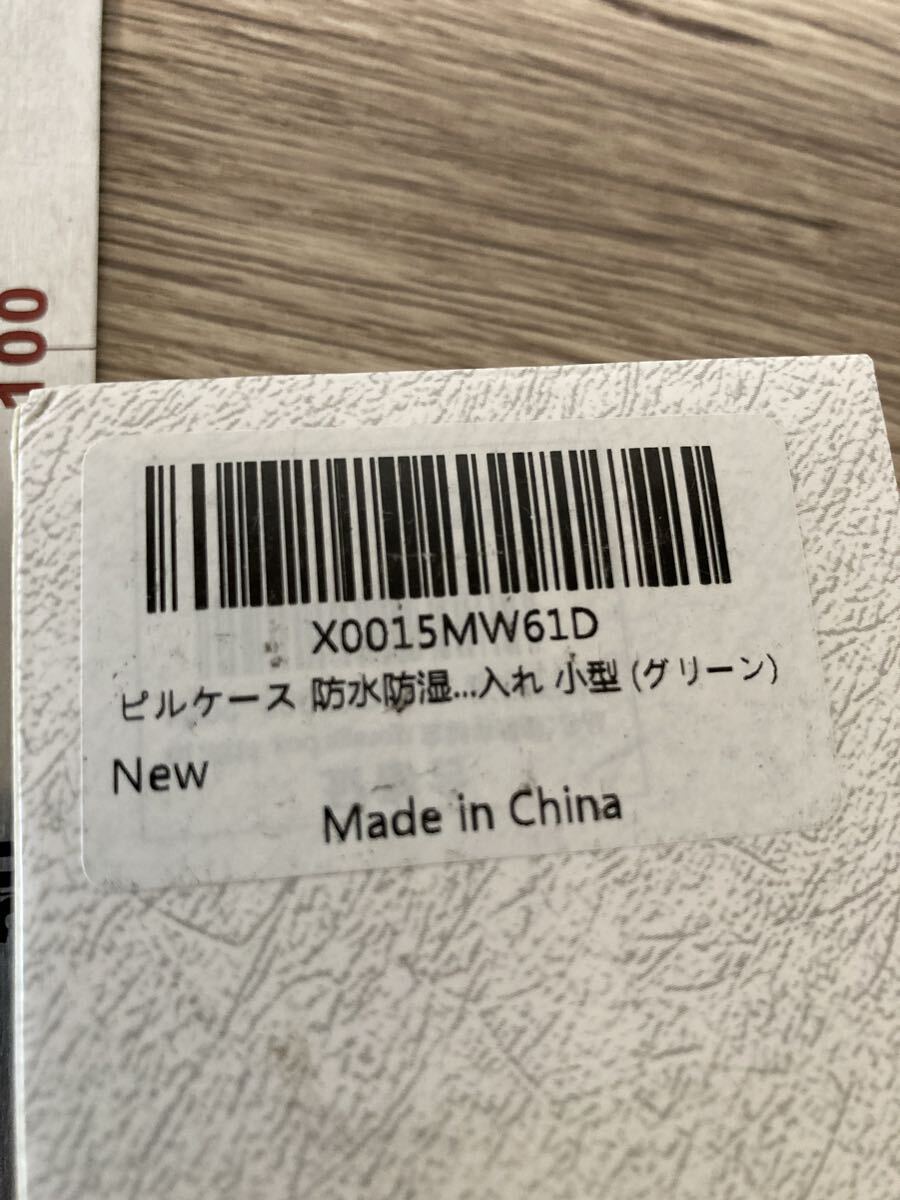 100
X0015MW61D
ピルケース 防水防湿...入れ 小型 (グリーン)
New
Made in China